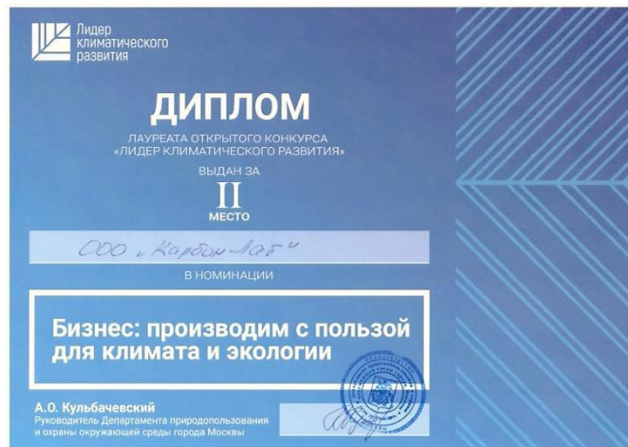 Лидер
климатического
развития
ДИПЛОМ
ЛАУРЕАТА ОТКРЫТОГО КОНКУРСА
«ЛИДЕР КЛИМАТИЧЕСКОГО РАЗВИТИЯ»
ВЫДАН ЗА
II
МЕСТО
ООО „Карбон Лаб"
В НОМИНАЦИИ
Бизнес: производим с пользой
для климата и экологии
А.О. Кульбачевский
Руководитель Департамента природопользования
и охраны окружающей среды города Москвы